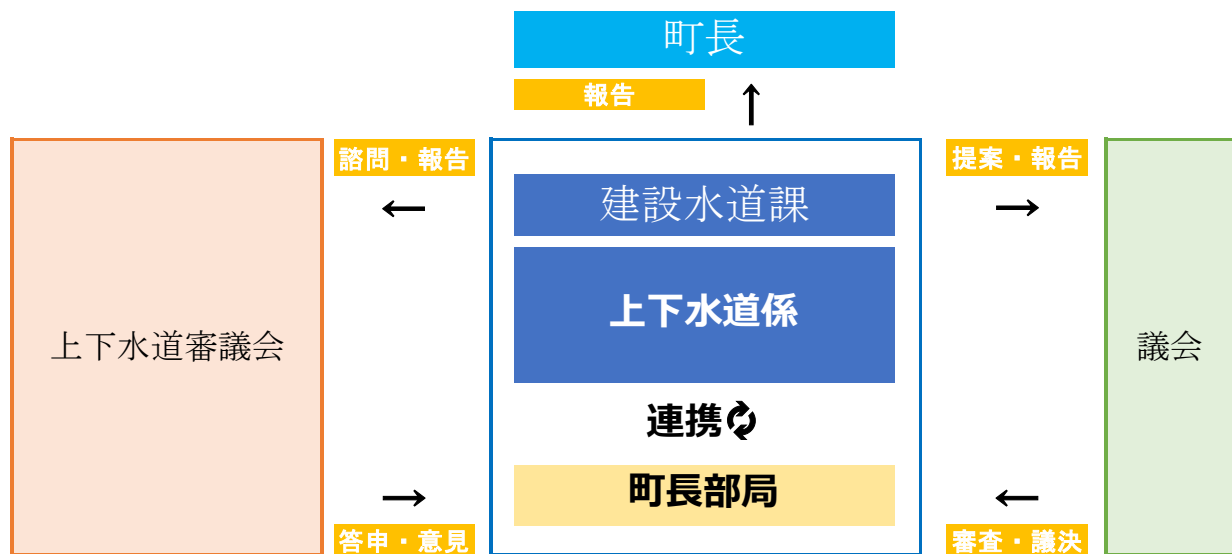 町長
報告
諮問・報告
提案・報告
建設水道課
上下水道係
上下水道審議会
議会
連携
町長部局
答申・意見
審査・議決